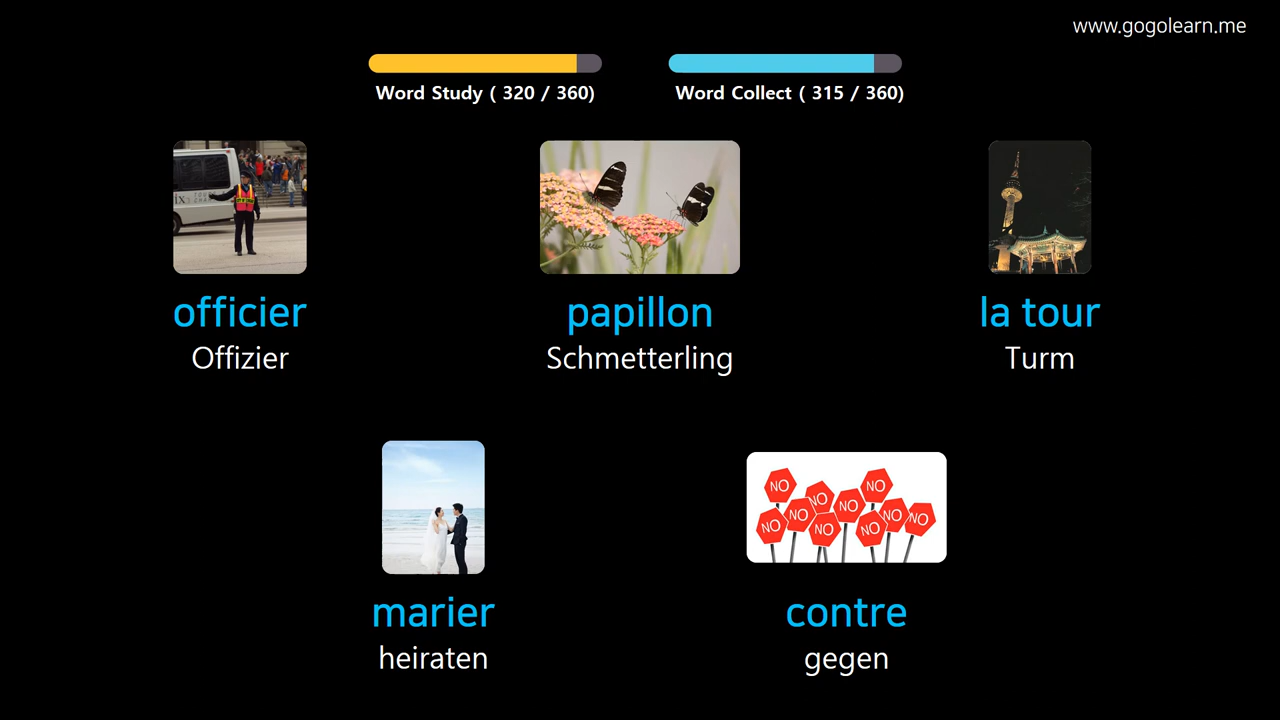 www.gogolearn.me
Word Study ( 320 / 360)
Word Collect ( 315 / 360)
officier
Offizier
papillon
Schmetterling
la tour
Turm
marier
heiraten
NO
NO
NO
NO
NO
NO
NO
NO
NO
NO
contre
gegen